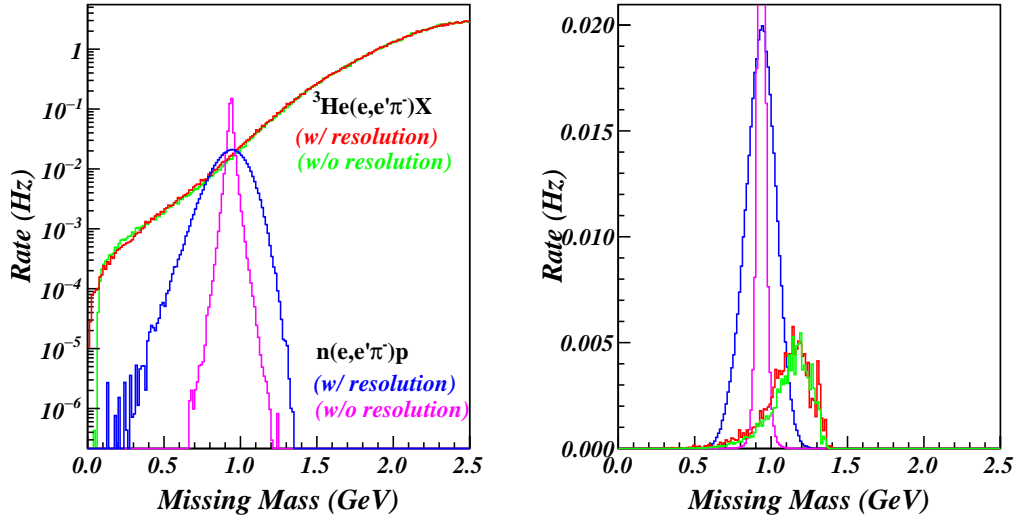 1
10⁻¹
10⁻²
10⁻³
10⁻⁴
10⁻⁵
10⁻⁶
Rate (Hz)
³He(e,e'π⁻)X
(w/ resolution)
(w/o resolution)
n(e,e'π⁻)p
(w/ resolution)
(w/o resolution)
0.0 0.5 1.0 1.5 2.0 2.5
Missing Mass (GeV)
0.020
0.015
0.010
0.005
0.000
Rate (Hz)
0.0 0.5 1.0 1.5 2.0 2.5
Missing Mass (GeV)